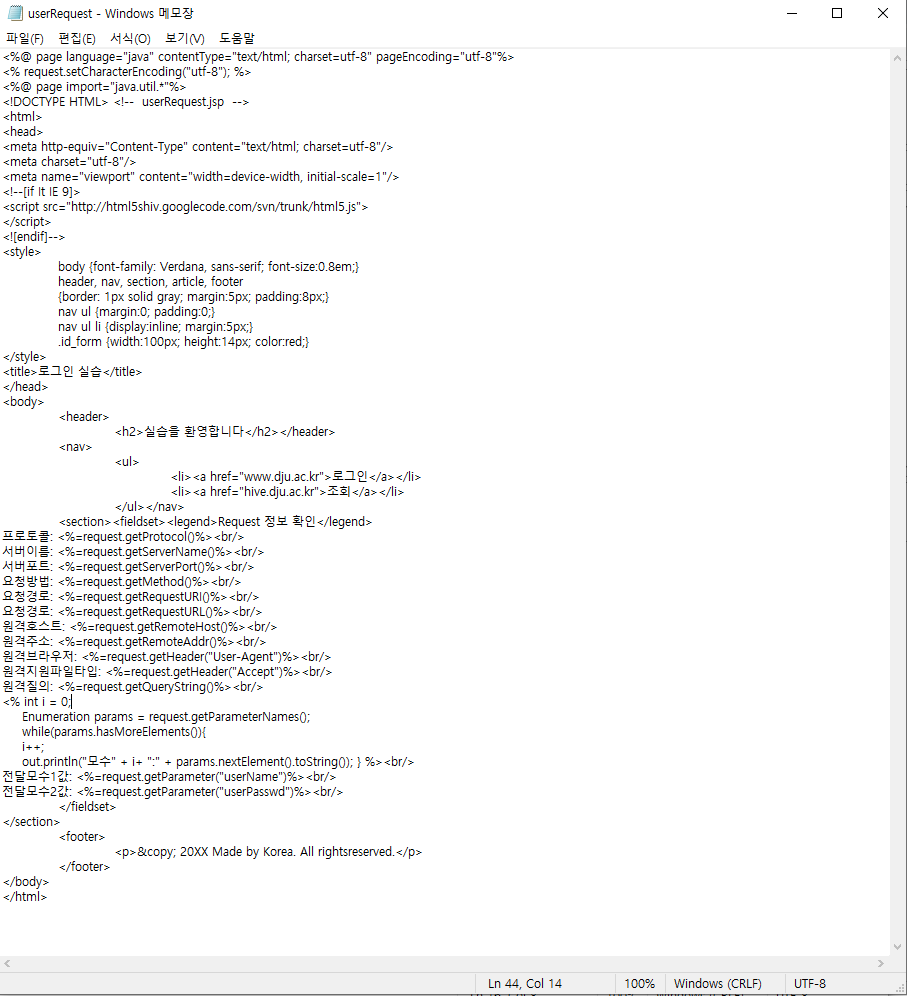 userRequest - Windows 메모장
파일(F) 편집(E) 서식(O) 보기(V) 도움말
<%@ page language="java" contentType="text/html; charset=utf-8" pageEncoding="utf-8"%>
<% request.setCharacterEncoding("utf-8"); %>
<%@ page import="java.util.*"%>
<!DOCTYPE HTML> <!-- userRequest.jsp -->
<html>
<head>
<meta http-equiv="Content-Type" content="text/html; charset=utf-8"/>
<meta charset="utf-8"/>
<meta name="viewport" content="width=device-width, initial-scale=1"/>
<!--[if lt IE 9]>
<script src="http://html5shiv.googlecode.com/svn/trunk/html5.js">
</script>
<![endif]-->
<style>
body {font-family: Verdana, sans-serif; font-size:0.8em;}
header, nav, section, article, footer
{border: 1px solid gray; margin:5px; padding:8px;}
nav ul {margin:0; padding:0;}
nav ul li {display:inline; margin:5px;}
.id_form {width:100px; height:14px; color:red;}
</style>
<title>로그인 실습</title>
</head>
<body>
<header>
<h2>실습을 환영합니다</h2></header>
<nav>
<ul>
<li><a href="www.dju.ac.kr">로그인</a></li>
<li><a href="hive.dju.ac.kr">조회</a></li>
</ul></nav>
<section><fieldset><legend>Request 정보 확인</legend>
프로토콜: <%=request.getProtocol()%><br/>
서버이름: <%=request.getServerName()%><br/>
서버포트: <%=request.getServerPort()%><br/>
요청방법: <%=request.getMethod()%><br/>
요청경로: <%=request.getRequestURI()%><br/>
요청경로: <%=request.getRequestURL()%><br/>
원격호스트: <%=request.getRemoteHost()%><br/>
원격주소: <%=request.getRemoteAddr()%><br/>
원격브라우저: <%=request.getHeader("User-Agent")%><br/>
원격지원파일타입: <%=request.getHeader("Accept")%><br/>
원격질의: <%=request.getQueryString()%><br/>
<% int i = 0;
Enumeration params = request.getParameterNames();
while(params.hasMoreElements()){
i++;
out.println("모수" + i+ ":" + params.nextElement().toString()); } %><br/>
전달모수1값: <%=request.getParameter("userName")%><br/>
전달모수2값: <%=request.getParameter("userPasswd")%><br/>
</fieldset>
</section>
<footer>
<p>&copy; 20XX Made by Korea. All rightsreserved.</p>
</footer>
</body>
</html>
Ln 44, Col 14 100% Windows (CRLF) UTF-8